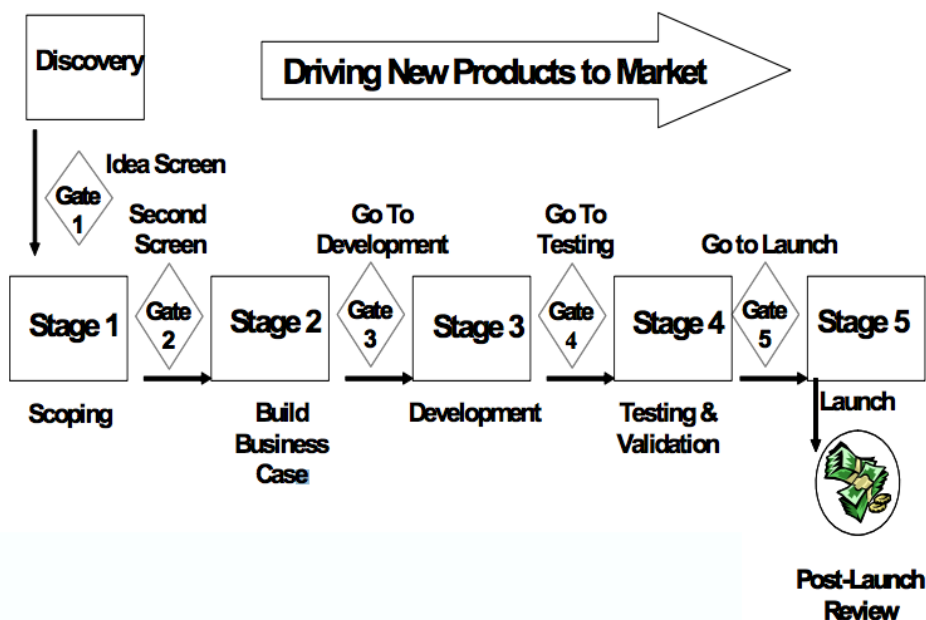 Discovery
Driving New Products to Market
Idea Screen
Gate
1
Second
Screen
Go To
Development
Go To
Testing
Go to Launch
Stage 1
Gate
2
Stage 2
Gate
3
Stage 3
Gate
4
Stage 4
Gate
5
Stage 5
Scoping
Build
Business
Case
Development
Testing &
Validation
Launch
Post-Launch
Review